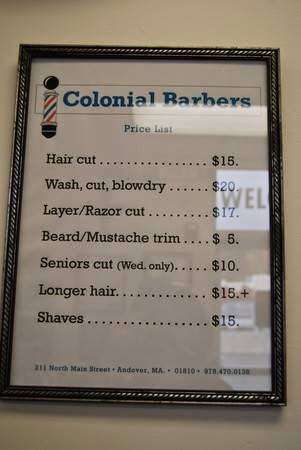 Colonial Barbers
Price List
Hair cut ................ $15.
Wash, cut, blowdry ...... $20.
Layer/Razor cut ......... $17.
Beard/Mustache trim .... $ 5.
Seniors cut (Wed. only)..... $10.
Longer hair.............. $15.+
Shaves .................. $15.
211 North Main Street • Andover, MA. • 01810 • 978.470.0138
WEL